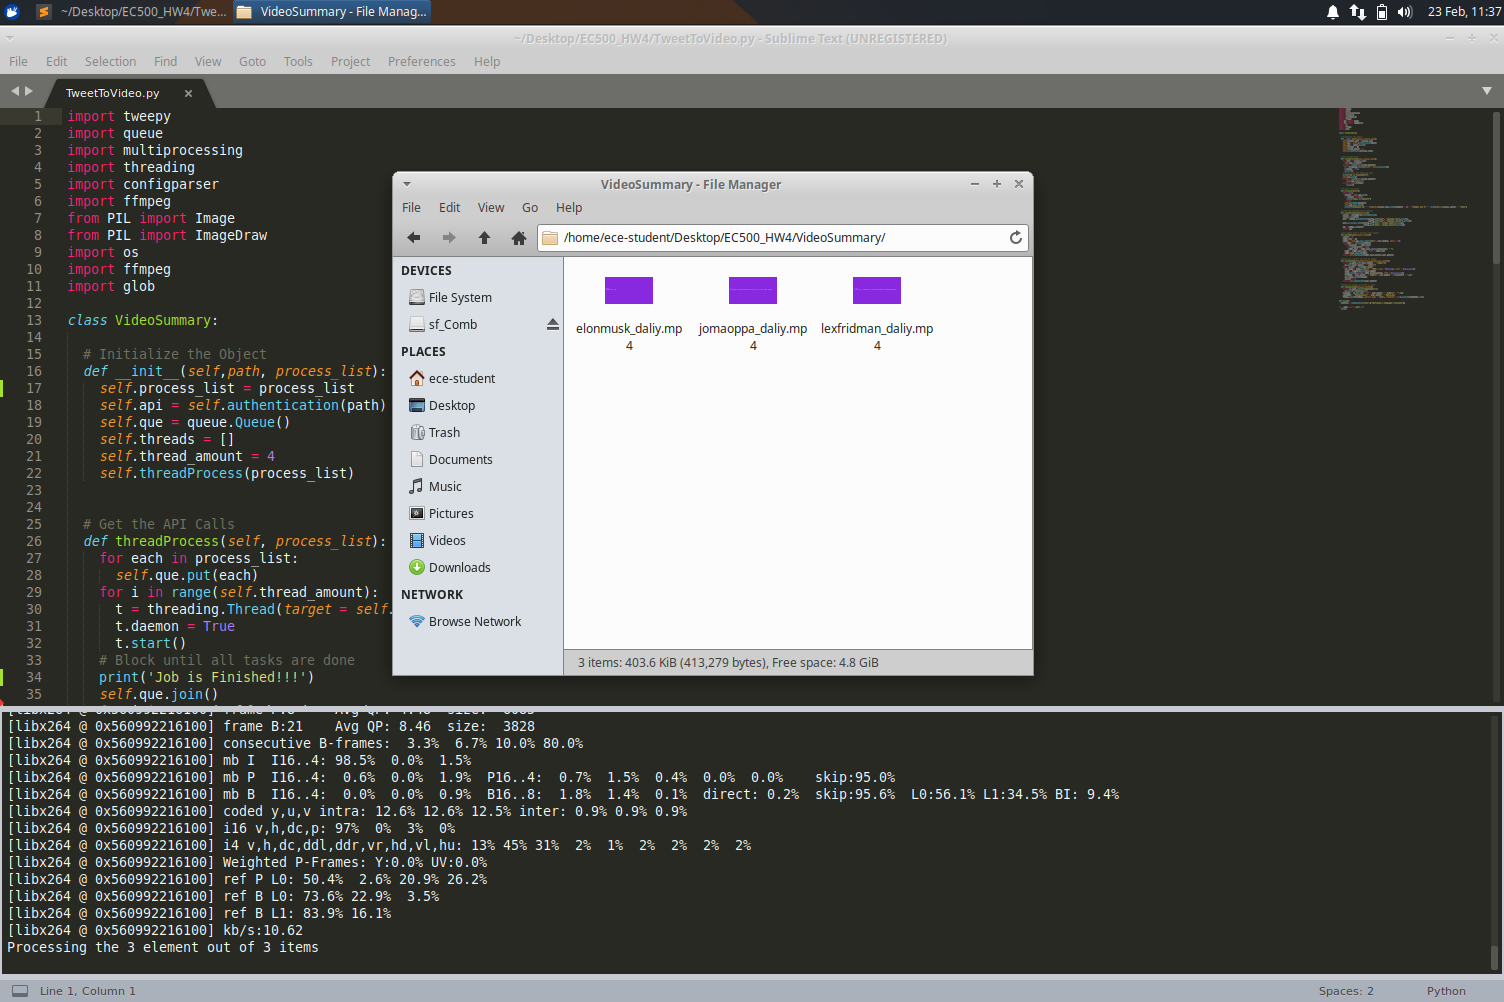 ~/Desktop/EC500_HW4/Twee...
VideoSummary - File Manag...
23 Feb, 11:37
~/Desktop/EC500_HW4/TweetToVideo.py - Sublime Text (UNREGISTERED)
File Edit Selection Find View Goto Tools Project Preferences Help
TweetToVideo.py
1 import tweepy
2 import queue
3 import multiprocessing
4 import threading
5 import configparser
6 import ffmpeg
7 from PIL import Image
8 from PIL import ImageDraw
9 import os
10 import ffmpeg
11 import glob
12
13 class VideoSummary:
14
15 # Initialize the Object
16 def __init__(self,path, process_list):
17 self.process_list = process_list
18 self.api = self.authentication(path)
19 self.que = queue.Queue()
20 self.threads = []
21 self.thread_amount = 4
22 self.threadProcess(process_list)
23
24
25 # Get the API Calls
26 def threadProcess(self, process_list):
27 for each in process_list:
28 self.que.put(each)
29 for i in range(self.thread_amount):
30 t = threading.Thread(target = self.
31 t.daemon = True
32 t.start()
33 # Block until all tasks are done
34 print('Job is Finished!!!')
35 self.que.join()
VideoSummary - File Manager
File Edit View Go Help
/home/ece-student/Desktop/EC500_HW4/VideoSummary/
DEVICES
File System
sf_Comb
PLACES
ece-student
Desktop
Trash
Documents
Music
Pictures
Videos
Downloads
NETWORK
Browse Network
elonmusk_daliy.mp
4
jomaoppa_daliy.mp
4
lexfridman_daliy.mp
4
3 items: 403.6 KiB (413,279 bytes), Free space: 4.8 GiB
[libx264 @ 0x560992216100] frame B:21 Avg QP: 8.46 size: 3828
[libx264 @ 0x560992216100] consecutive B-frames: 3.3% 6.7% 10.0% 80.0%
[libx264 @ 0x560992216100] mb I I16..4: 98.5% 0.0% 1.5%
[libx264 @ 0x560992216100] mb P I16..4: 0.6% 0.0% 1.9% P16..4: 0.7% 1.5% 0.4% 0.0% 0.0% skip:95.0%
[libx264 @ 0x560992216100] mb B I16..4: 0.0% 0.0% 0.9% B16..8: 1.8% 1.4% 0.1% direct: 0.2% skip:95.6% L0:56.1% L1:34.5% BI: 9.4%
[libx264 @ 0x560992216100] coded y,u,v intra: 12.6% 12.6% 12.5% inter: 0.9% 0.9% 0.9%
[libx264 @ 0x560992216100] i16 v,h,dc,p: 97% 0% 3% 0%
[libx264 @ 0x560992216100] i4 v,h,dc,ddl,ddr,vr,hd,vl,hu: 13% 45% 31% 2% 1% 2% 2% 2% 2%
[libx264 @ 0x560992216100] Weighted P-Frames: Y:0.0% UV:0.0%
[libx264 @ 0x560992216100] ref P L0: 50.4% 2.6% 20.9% 26.2%
[libx264 @ 0x560992216100] ref B L0: 73.6% 22.9% 3.5%
[libx264 @ 0x560992216100] ref B L1: 83.9% 16.1%
[libx264 @ 0x560992216100] kb/s:10.62
Processing the 3 element out of 3 items
Line 1, Column 1
Spaces: 2
Python